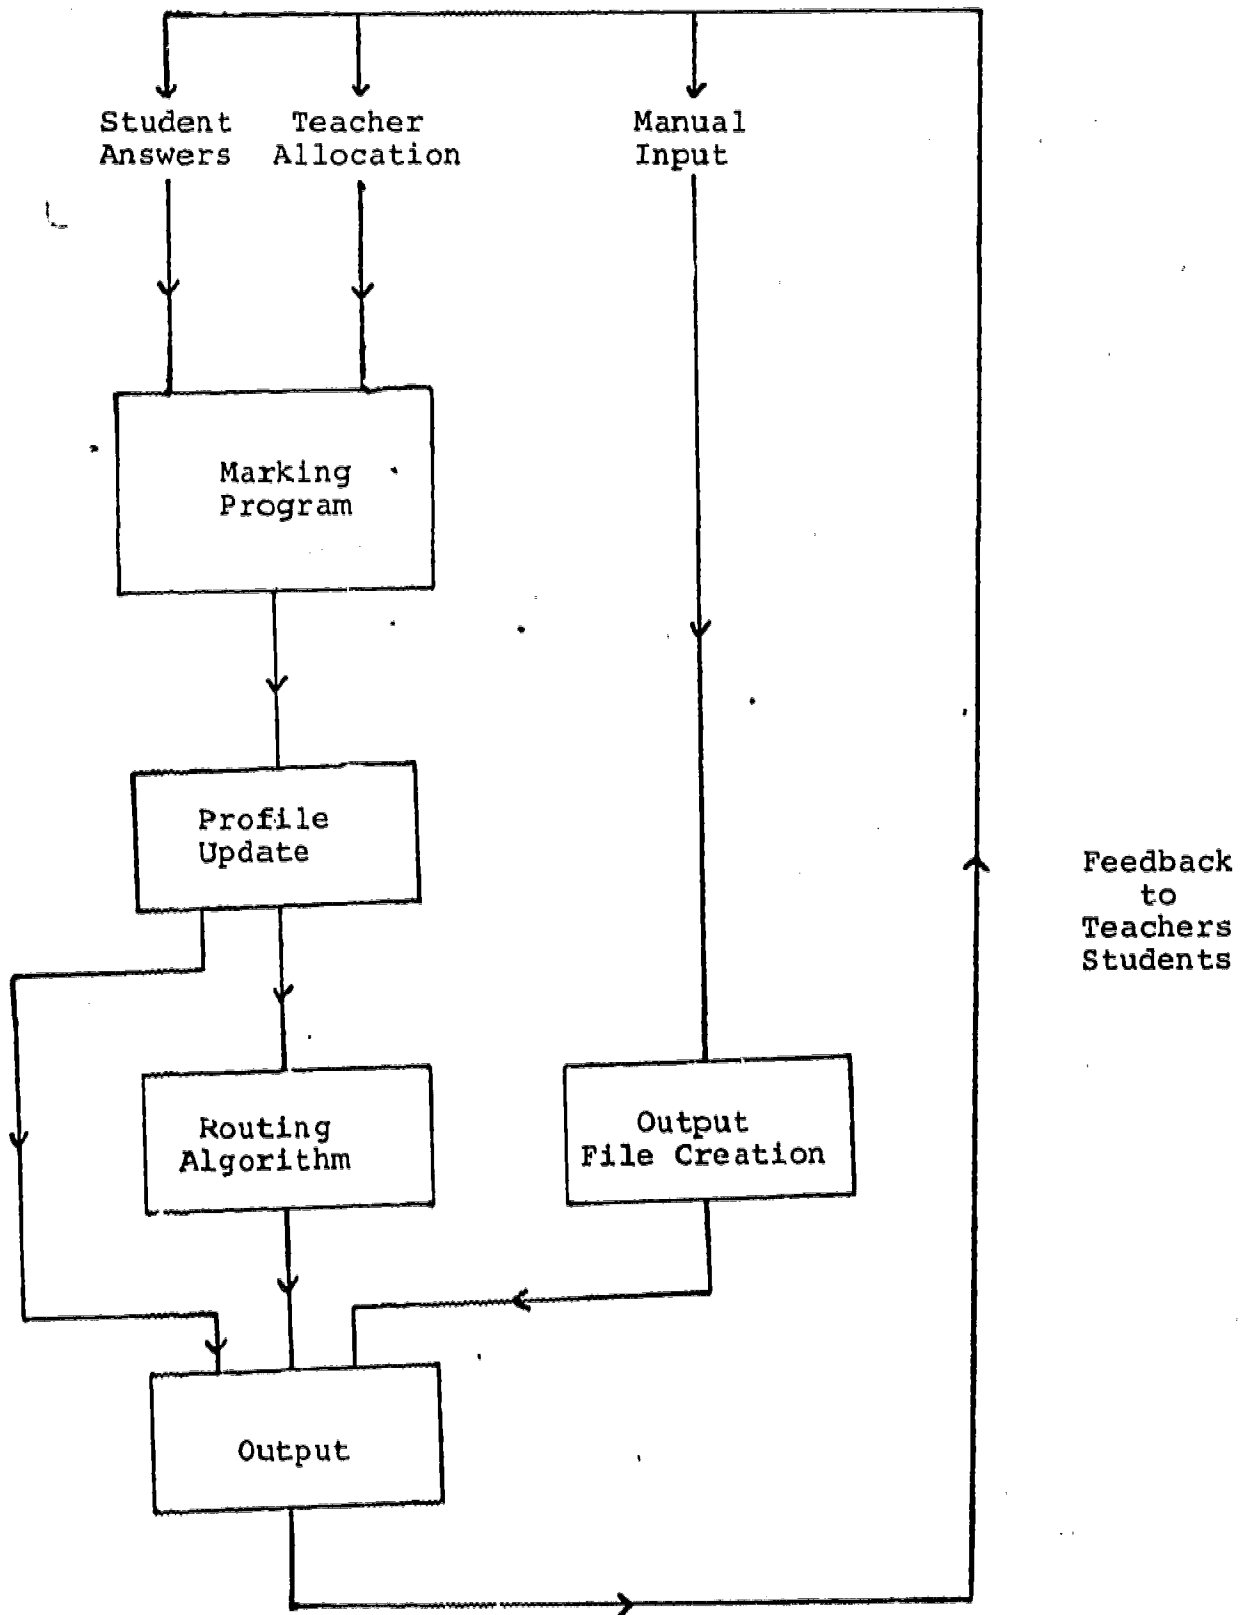 Student
Answers
Teacher
Allocation
Manual
Input
Marking
Program
Profile
Update
Feedback
to
Teachers
Students
Routing
Algorithm
Output
File Creation
Output